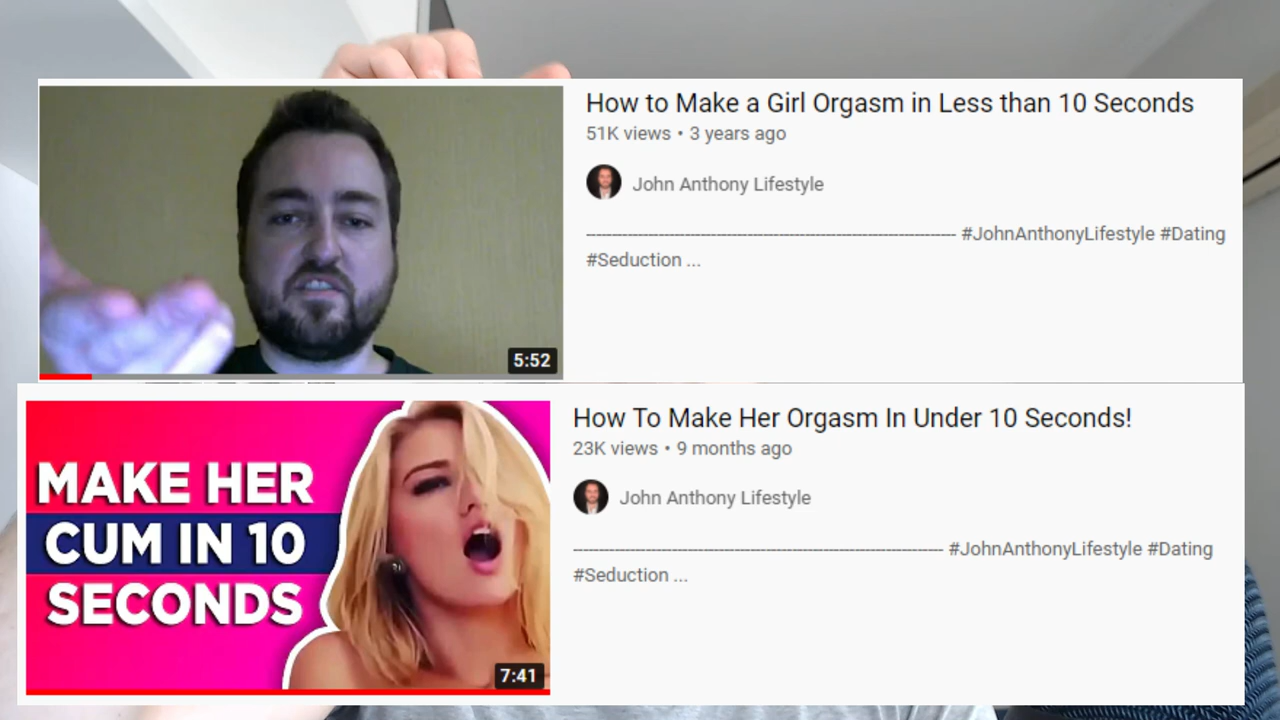 How to Make a Girl Orgasm in Less than 10 Seconds
51K views • 3 years ago
John Anthony Lifestyle
---------------------------------------------------------------------- #JohnAnthonyLifestyle #Dating
#Seduction ...
5:52
MAKE HER
CUM IN 10
SECONDS
7:41
How To Make Her Orgasm In Under 10 Seconds!
23K views • 9 months ago
John Anthony Lifestyle
---------------------------------------------------------------------- #JohnAnthonyLifestyle #Dating
#Seduction ...